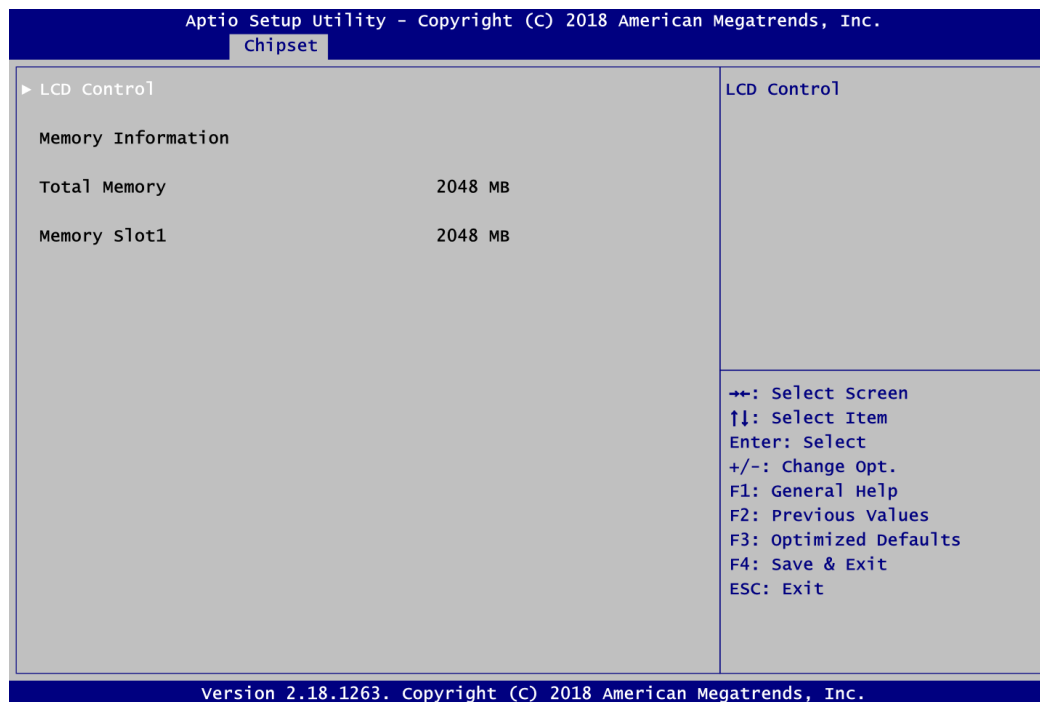 Aptio Setup Utility – Copyright (C) 2018 American Megatrends, Inc.
Chipset
► LCD Control
Memory Information
Total Memory 2048 MB
Memory Slot1 2048 MB
LCD Control
→←: Select Screen
↑↓: Select Item
Enter: Select
+/-: Change Opt.
F1: General Help
F2: Previous Values
F3: Optimized Defaults
F4: Save & Exit
ESC: Exit
Version 2.18.1263. Copyright (C) 2018 American Megatrends, Inc.